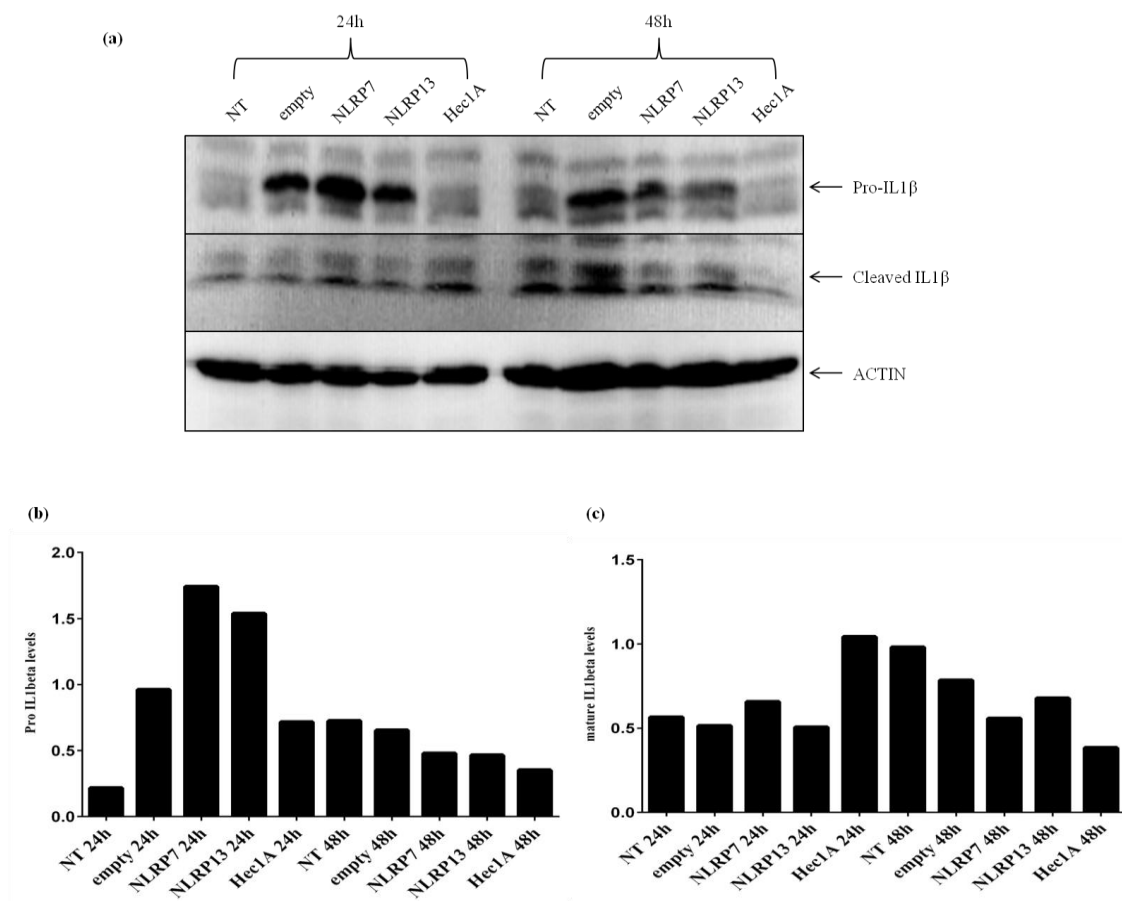 (a)
24h
48h
NT
empty
NLRP7
NLRP13
Hec1A
NT
empty
NLRP7
NLRP13
Hec1A
Pro-IL1β
Cleaved IL1β
ACTIN
(b)
Pro IL1beta levels
2.0
1.5
1.0
0.5
0.0
NT 24h
empty 24h
NLRP7 24h
NLRP13 24h
Hec1A 24h
NT 48h
empty 48h
NLRP7 48h
NLRP13 48h
Hec1A 48h
(c)
mature IL1beta levels
1.5
1.0
0.5
0.0
NT 24h
empty 24h
NLRP7 24h
NLRP13 24h
Hec1A 24h
NT 48h
empty 48h
NLRP7 48h
NLRP13 48h
Hec1A 48h